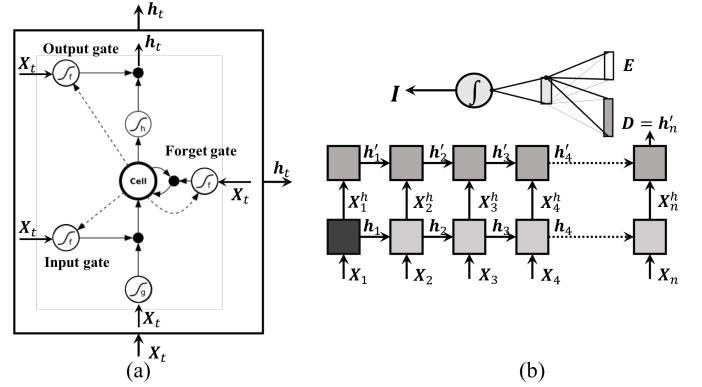 h_t
h_t
Output gate
X_t
f
h
Forget gate
Cell
f
X_t
h_t
X_t
f
Input gate
g
X_t
X_t
(a)
I
∫
E
D = h'_n
h'_1 h'_2 h'_3 h'_4
X^h_1 X^h_2 X^h_3 X^h_4 X^h_n
h_1 h_2 h_3 h_4
X_1 X_2 X_3 X_4 X_n
(b)